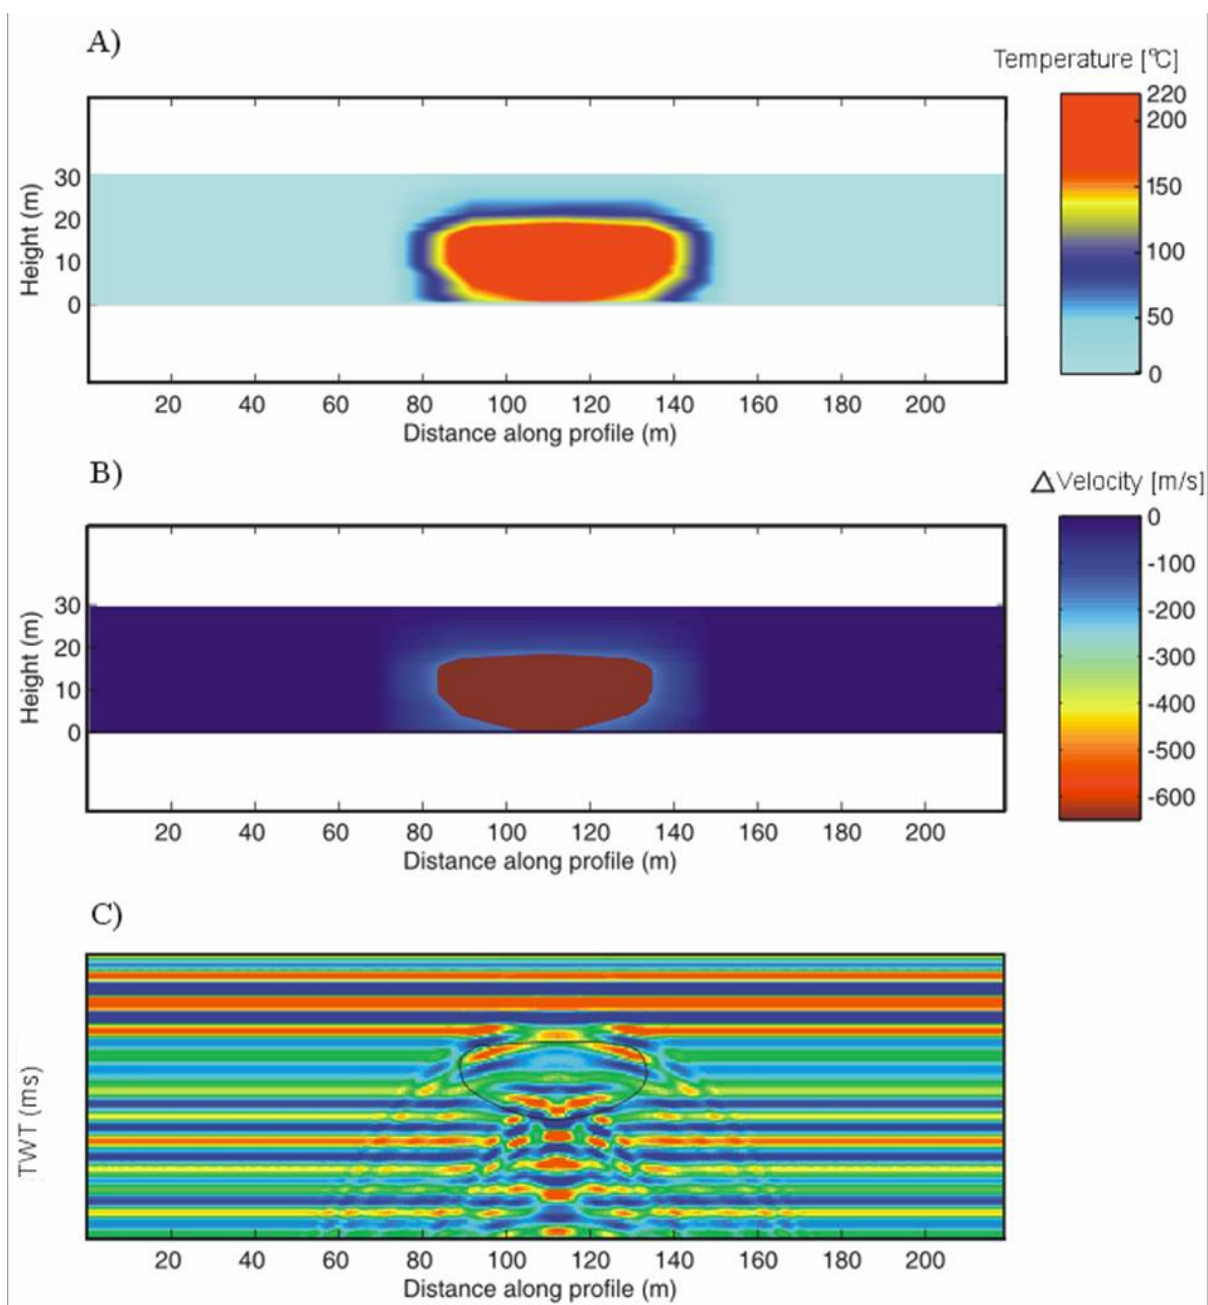 A)
Temperature [°C]
220
200
150
100
50
0
Height (m)
30
20
10
0
20 40 60 80 100 120 140 160 180 200
Distance along profile (m)
B)
△Velocity [m/s]
0
-100
-200
-300
-400
-500
-600
Height (m)
30
20
10
0
20 40 60 80 100 120 140 160 180 200
Distance along profile (m)
C)
TWT (ms)
20 40 60 80 100 120 140 160 180 200
Distance along profile (m)